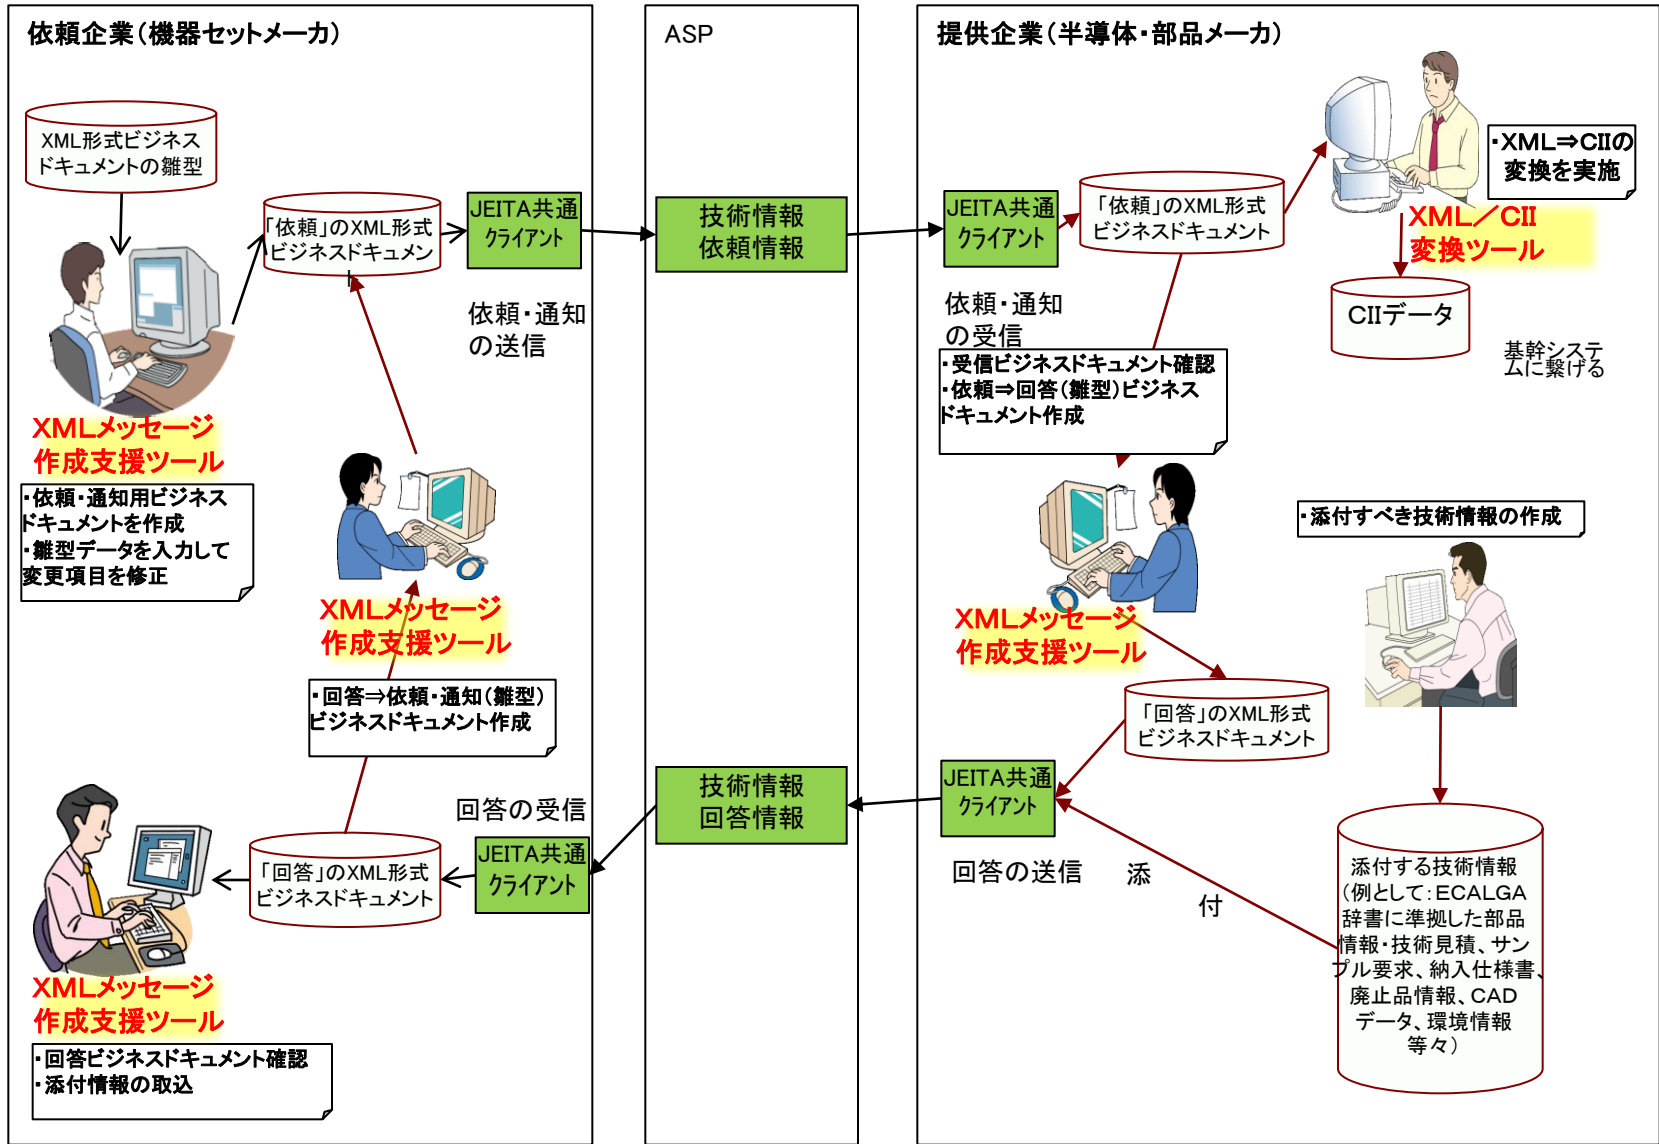 依頼企業（機器セットメーカ）
XML形式ビジネス
ドキュメントの雛型
「依頼」のXML形式
ビジネスドキュメン
ト
JEITA共通
クライアント
依頼・通知
の送信
XMLメッセージ
作成支援ツール
・依頼・通知用ビジネス
ドキュメントを作成
・雛型データを入力して
変更項目を修正
XMLメッセージ
作成支援ツール
・回答⇒依頼・通知（雛型）
ビジネスドキュメント作成
回答の受信
JEITA共通
クライアント
「回答」のXML形式
ビジネスドキュメント
XMLメッセージ
作成支援ツール
・回答ビジネスドキュメント確認
・添付情報の取込
ASP
技術情報
依頼情報
技術情報
回答情報
提供企業（半導体・部品メーカ）
JEITA共通
クライアント
「依頼」のXML形式
ビジネスドキュメント
・XML⇒CIIの
変換を実施
XML／CII
変換ツール
CIIデータ
基幹システ
ムに繋げる
依頼・通知
の受信
・受信ビジネスドキュメント確認
・依頼⇒回答（雛型）ビジネス
ドキュメント作成
XMLメッセージ
作成支援ツール
・添付すべき技術情報の作成
「回答」のXML形式
ビジネスドキュメント
JEITA共通
クライアント
回答の送信
添
付
添付する技術情報
（例として：ECALGA
辞書に準拠した部品
情報・技術見積、サン
プル要求、納入仕様書、
廃止品情報、CAD
データ、環境情報
等々）